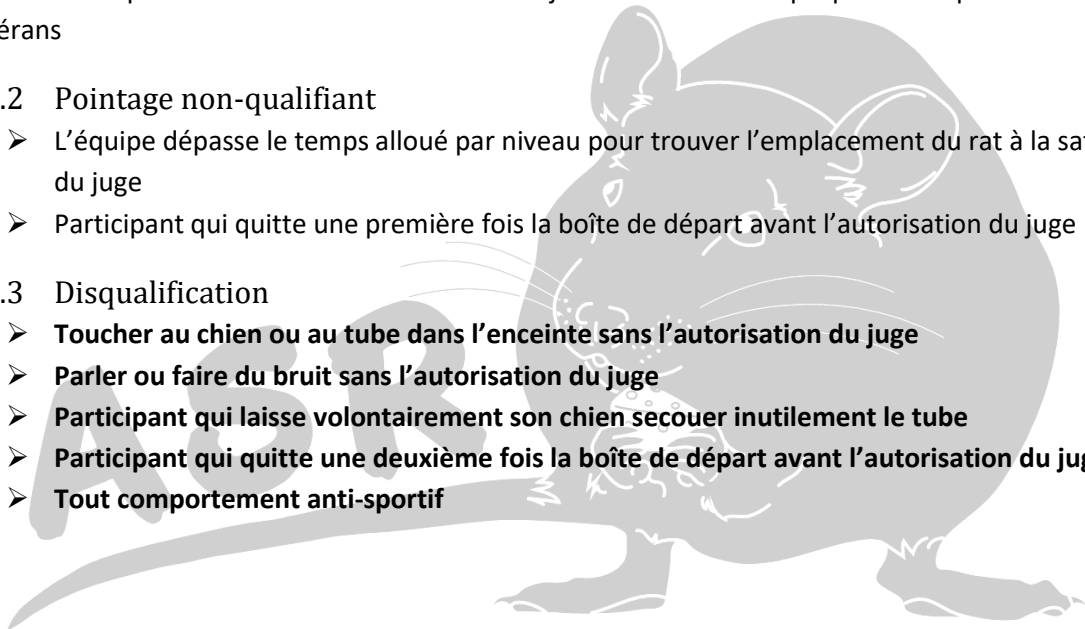 érans
.2 Pointage non-qualifiant
➢ L’équipe dépasse le temps alloué par niveau pour trouver l’emplacement du rat à la
du juge
➢ Participant qui quitte une première fois la boîte de départ avant l’autorisation du juge
.3 Disqualification
➢ Toucher au chien ou au tube dans l’enceinte sans l’autorisation du juge
➢ Parler ou faire du bruit sans l’autorisation du juge
➢ Participant qui laisse volontairement son chien secouer inutilement le tube
➢ Participant qui quitte une deuxième fois la boîte de départ avant l’autorisation du
➢ Tout comportement anti-sportif
ASR